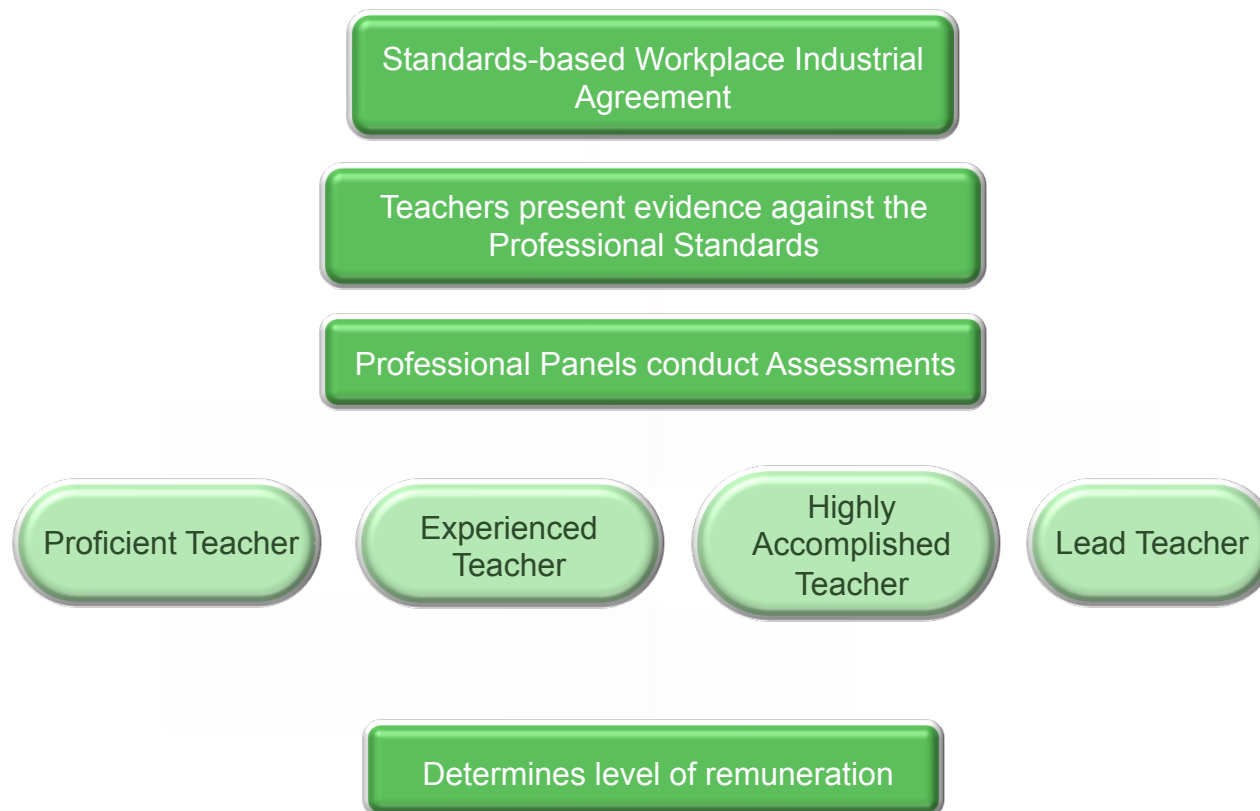 Standards-based Workplace Industrial
Agreement
Teachers present evidence against the
Professional Standards
Professional Panels conduct Assessments
Proficient Teacher
Experienced
Teacher
Highly
Accomplished
Teacher
Lead Teacher
Determines level of remuneration